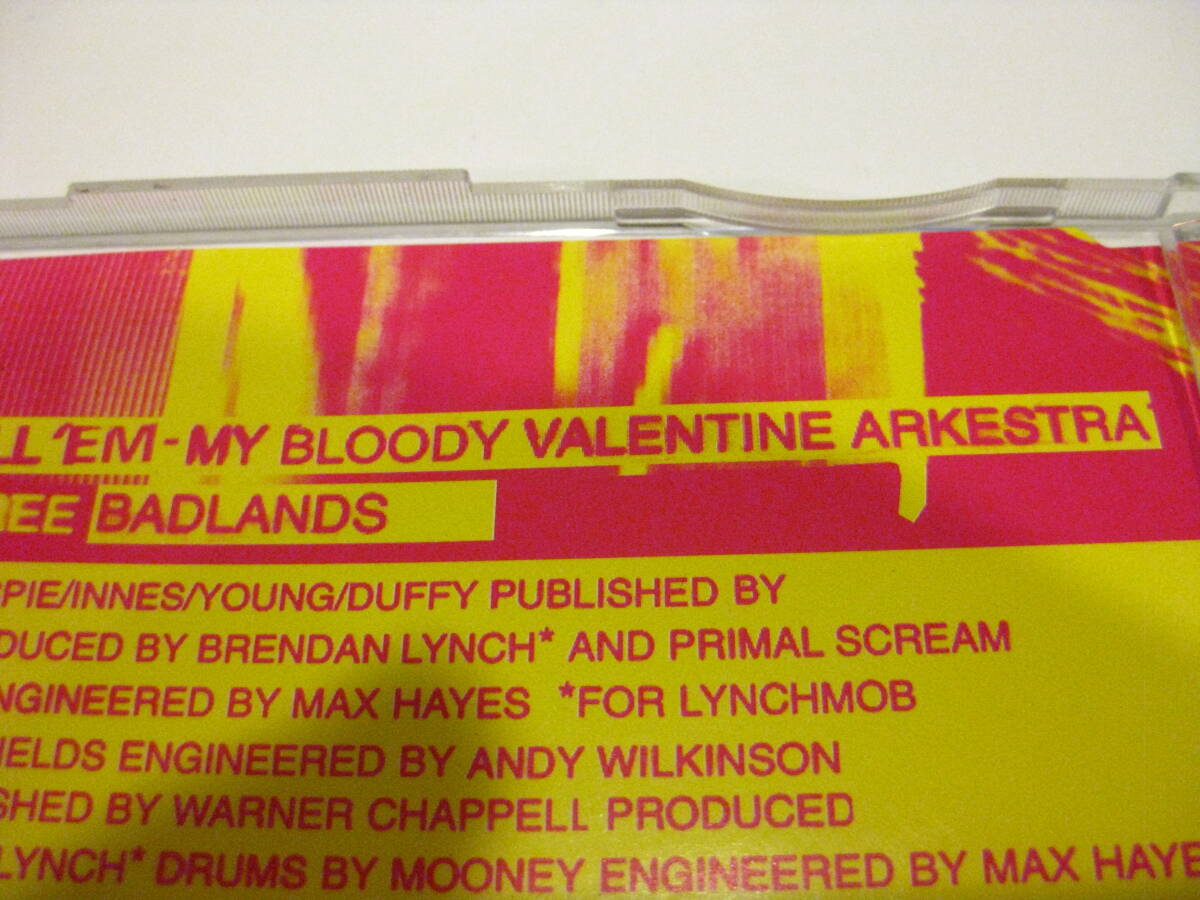 LL 'EM - MY BLOODY VALENTINE ARKESTRA
REE BADLANDS
PIE/INNES/YOUNG/DUFFY PUBLISHED BY
DUCED BY BRENDAN LYNCH* AND PRIMAL SCREAM
NGINEERED BY MAX HAYES *FOR LYNCHMOB
IELDS ENGINEERED BY ANDY WILKINSON
SHED BY WARNER CHAPPELL PRODUCED
LYNCH* DRUMS BY MOONEY ENGINEERED BY MAX HAYE